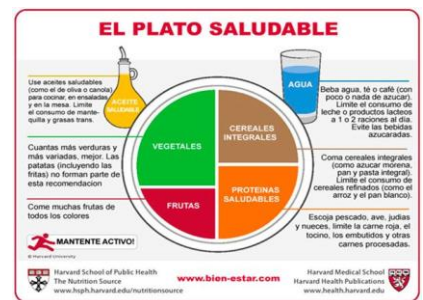 EL PLATO SALUDABLE
Use aceites saludables
(como el de oliva o canola)
para cocinar, en ensaladas,
y en la mesa. Limite
el consumo de mante-
quilla y grasas trans.
ACEITE
SALUDABLE
Cuantas más verduras y
más variadas, mejor. Las
patatas (incluyendo las
fritas) no forman parte de
esta recomendacion
Come muchas frutas de
todos los colores
MANTENTE ACTIVO!
© Harvard University
VEGETALES
FRUTAS
CEREALES
INTEGRALES
PROTEINAS
SALUDABLES
AGUA
Beba agua, té o café (con
poco o nada de azucar).
Limite el consumo de
leche o productos lacteos
a 1 o 2 raciones al día.
Evite las bebidas
azucaradas.
Coma cereales integrales
(como azucar morena,
pan y pasta integral).
Limite el consumo de
cereales refinados (como el
arroz y el pan blanco).
Escoja pescado, ave, judias
y nueces, limite la carne roja, el
tocino, los embutidos y otras
carnes procesadas.
Harvard School of Public Health
The Nutrition Source
www.hsph.harvard.edu/nutritionsource
www.bien-estar.com
Harvard Medical School
Harvard Health Publications
www.health.harvard.edu